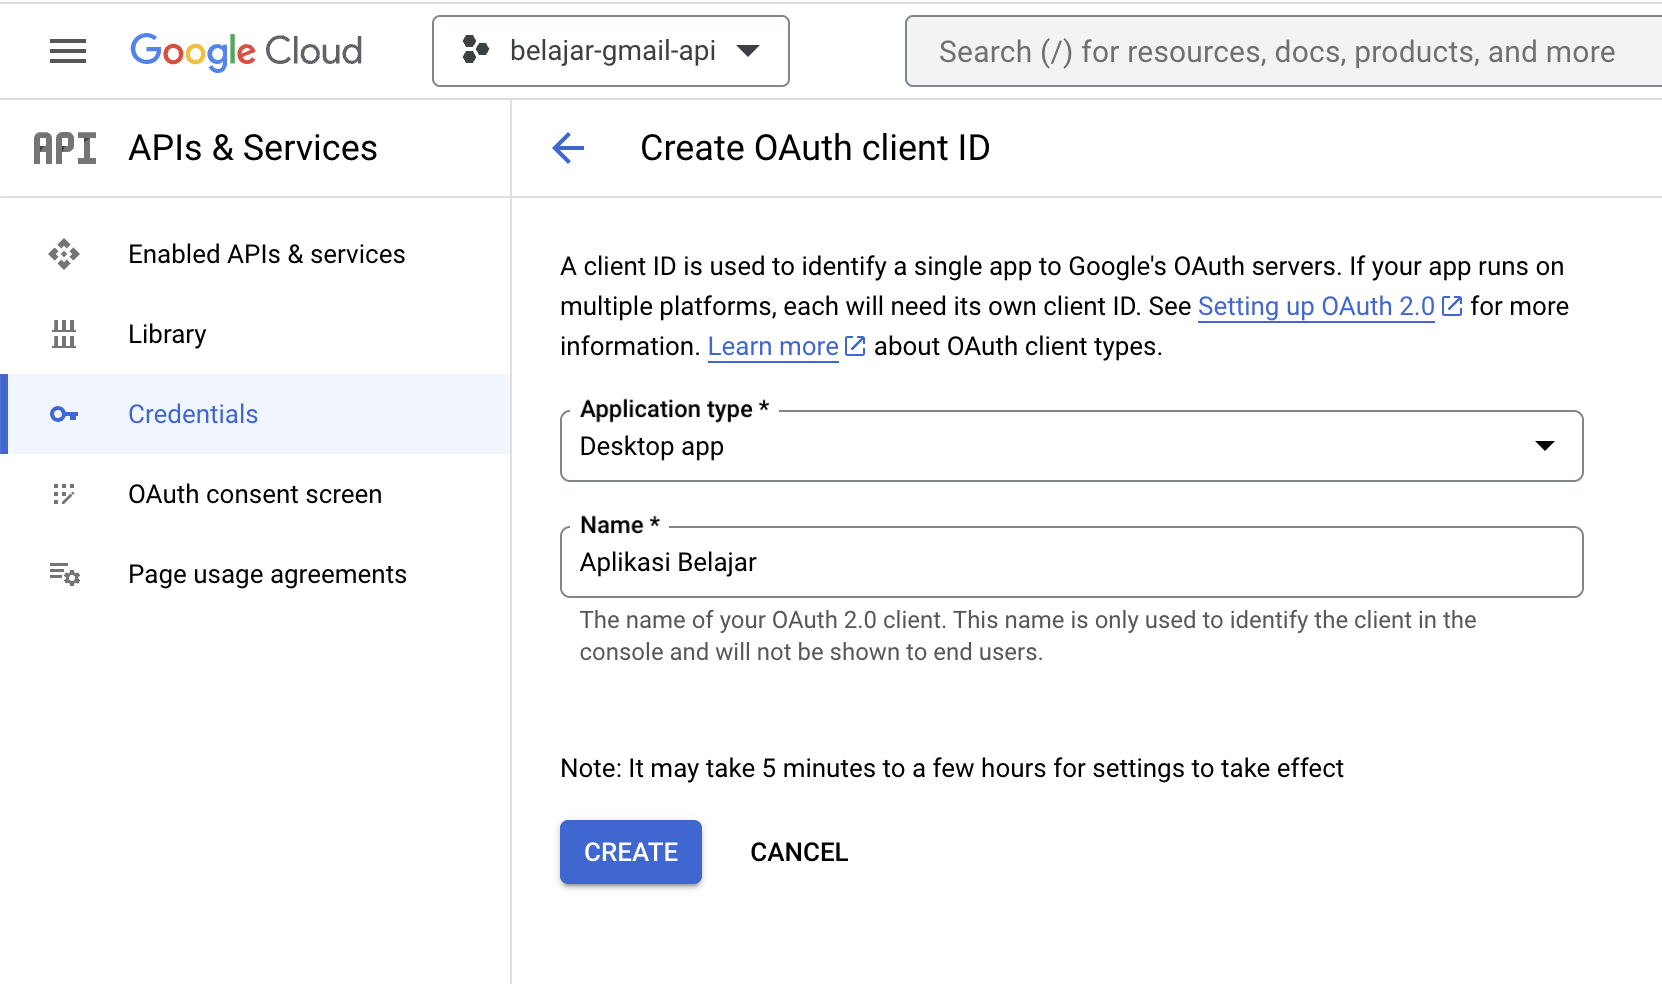 Google Cloud
belajar-gmail-api
Search (/) for resources, docs, products, and more
API
APIs & Services
Create OAuth client ID
Enabled APIs & services
Library
Credentials
OAuth consent screen
Page usage agreements
A client ID is used to identify a single app to Google's OAuth servers. If your app runs on
multiple platforms, each will need its own client ID. See Setting up OAuth 2.0 for more
information. Learn more about OAuth client types.
Application type *
Desktop app
Name *
Aplikasi Belajar
The name of your OAuth 2.0 client. This name is only used to identify the client in the
console and will not be shown to end users.
Note: It may take 5 minutes to a few hours for settings to take effect
CREATE
CANCEL